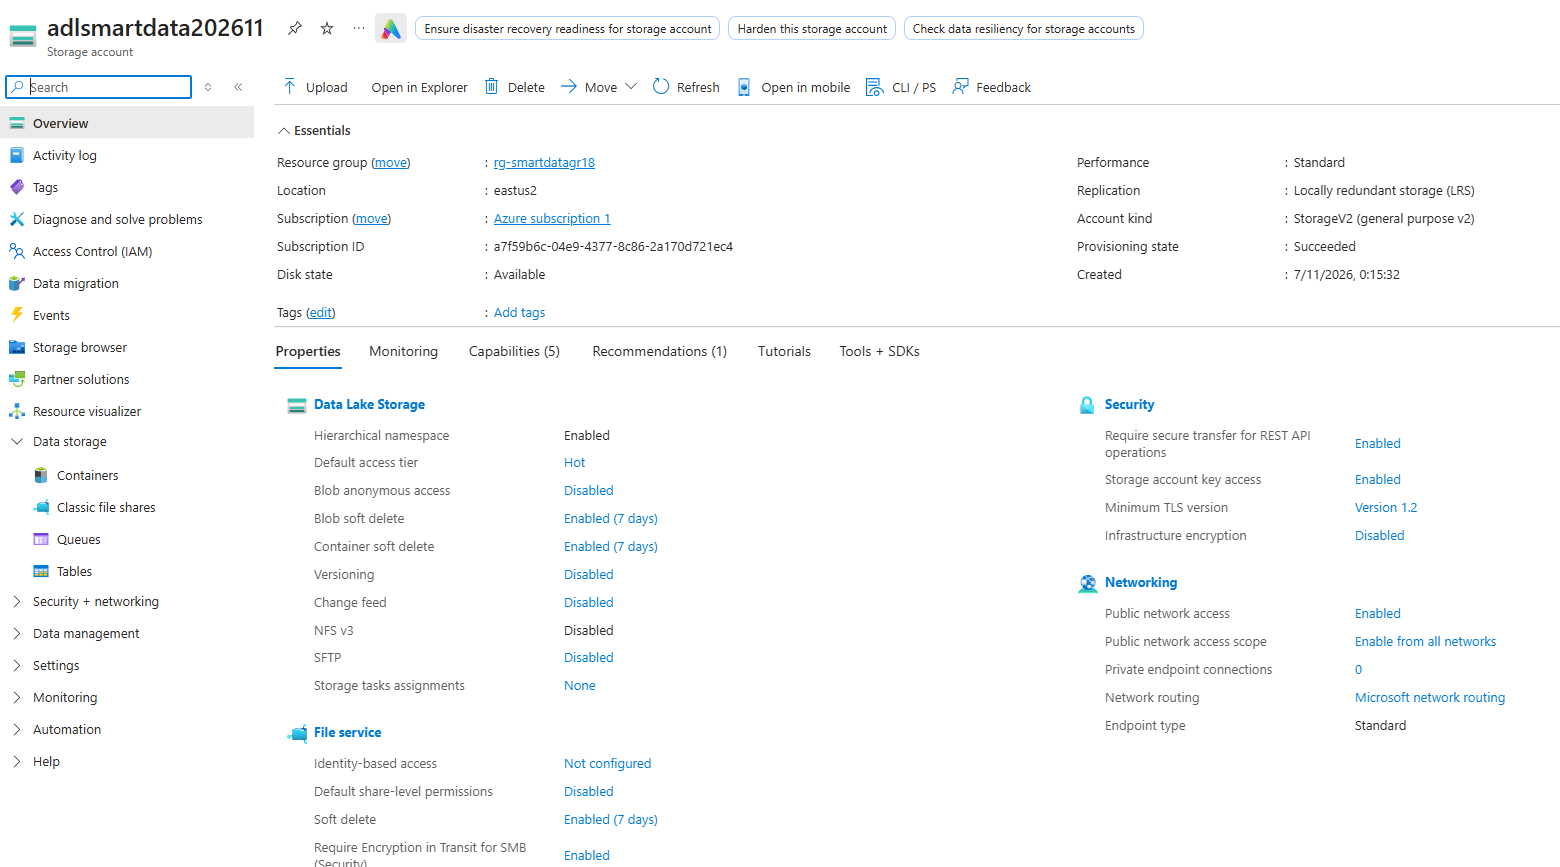 adlsmartdata202611
Storage account
Ensure disaster recovery readiness for storage account
Harden this storage account
Check data resiliency for storage accounts
Search
Upload
Open in Explorer
Delete
Move
Refresh
Open in mobile
CLI / PS
Feedback
Overview
Activity log
Tags
Diagnose and solve problems
Access Control (IAM)
Data migration
Events
Storage browser
Partner solutions
Resource visualizer
Data storage
Containers
Classic file shares
Queues
Tables
Security + networking
Data management
Settings
Monitoring
Automation
Help
Essentials
Resource group (move) : rg-smartdatagr18
Location : eastus2
Subscription (move) : Azure subscription 1
Subscription ID : a7f59b6c-04e9-4377-8c86-2a170d721ec4
Disk state : Available
Tags (edit) : Add tags
Performance : Standard
Replication : Locally redundant storage (LRS)
Account kind : StorageV2 (general purpose v2)
Provisioning state : Succeeded
Created : 7/11/2026, 0:15:32
Properties
Monitoring
Capabilities (5)
Recommendations (1)
Tutorials
Tools + SDKs
Data Lake Storage
Hierarchical namespace Enabled
Default access tier Hot
Blob anonymous access Disabled
Blob soft delete Enabled (7 days)
Container soft delete Enabled (7 days)
Versioning Disabled
Change feed Disabled
NFS v3 Disabled
SFTP Disabled
Storage tasks assignments None
File service
Identity-based access Not configured
Default share-level permissions Disabled
Soft delete Enabled (7 days)
Require Encryption in Transit for SMB
(Security) Enabled
Security
Require secure transfer for REST API
operations Enabled
Storage account key access Enabled
Minimum TLS version Version 1.2
Infrastructure encryption Disabled
Networking
Public network access Enabled
Public network access scope Enable from all networks
Private endpoint connections 0
Network routing Microsoft network routing
Endpoint type Standard